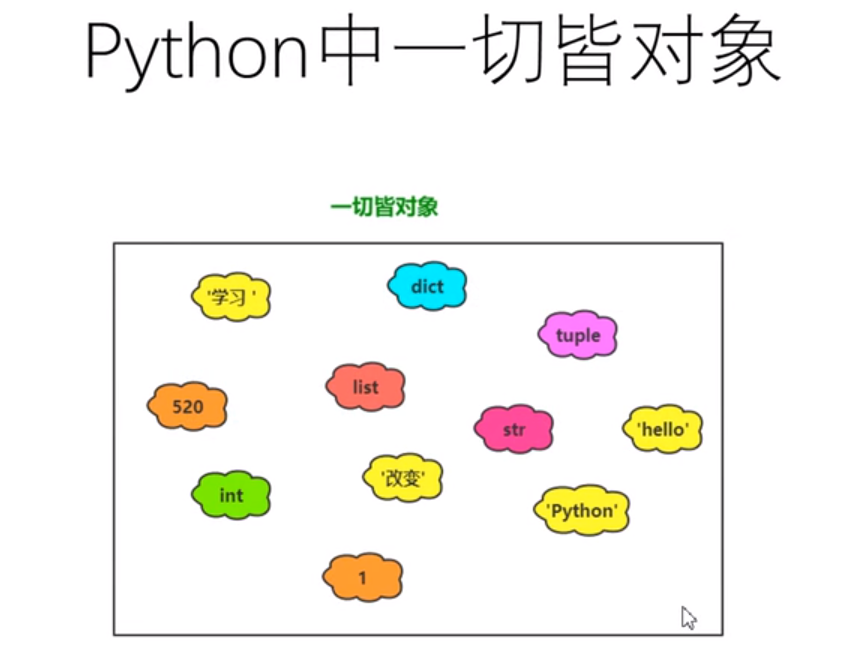 Python中一切皆对象
一切皆对象
'学习 '
dict
tuple
list
520
str
'hello'
'改变'
int
'Python'
1